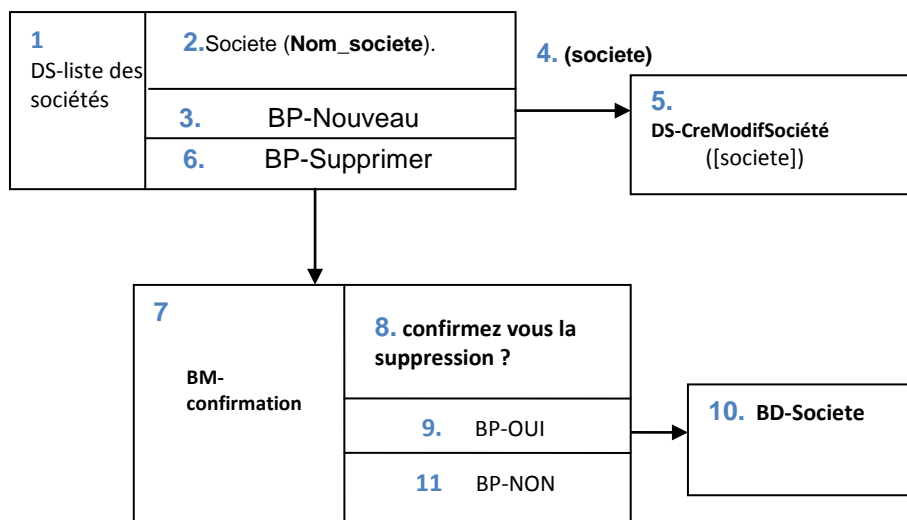 1
DS-liste des
sociétés
2.Societe (Nom_societe).
3. BP-Nouveau
6. BP-Supprimer
4. (societe)
5.
DS-CreModifSociété
([societe])
7
BM-
confirmation
8. confirmez vous la
suppression ?
9. BP-OUI
11 BP-NON
10. BD-Societe